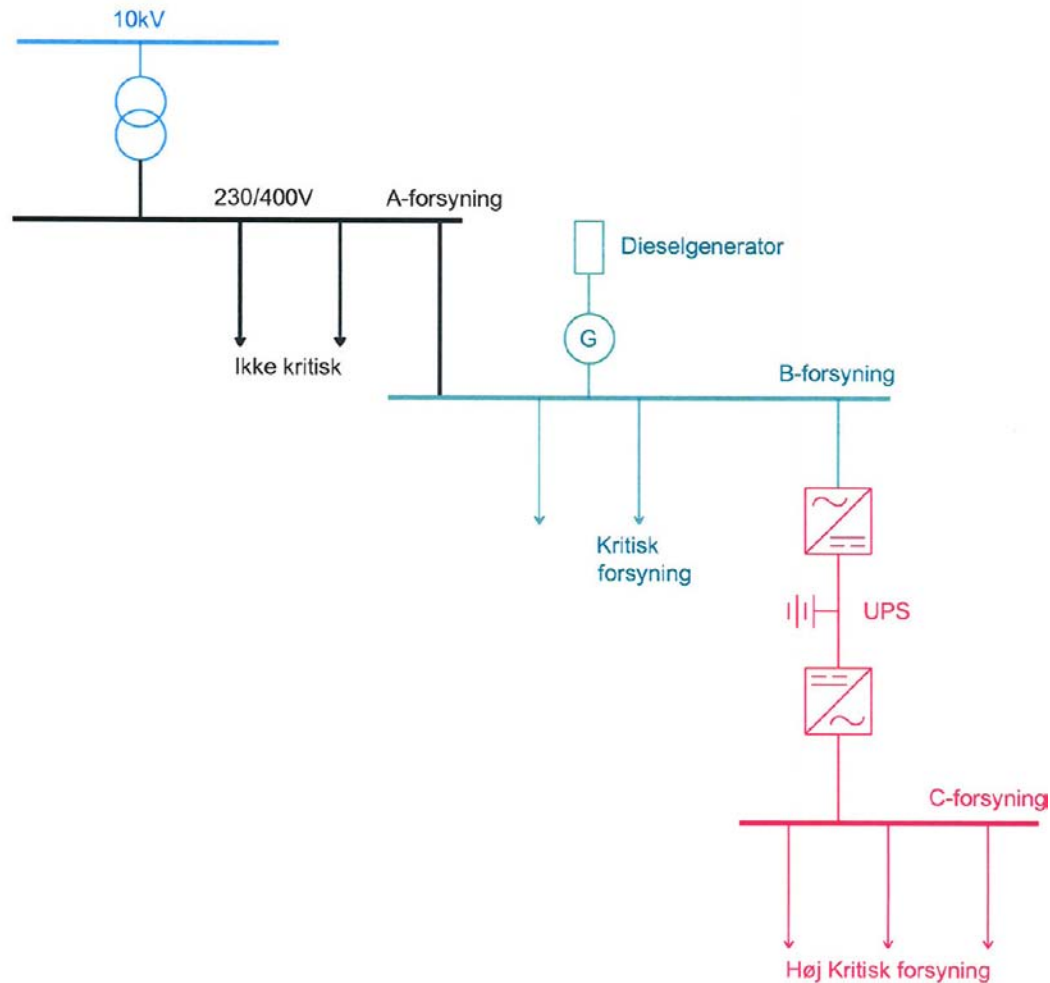 10kV
230/400V
A-forsyning
Dieselgenerator
G
Ikke kritisk
B-forsyning
Kritisk
forsyning
UPS
C-forsyning
Høj Kritisk forsyning